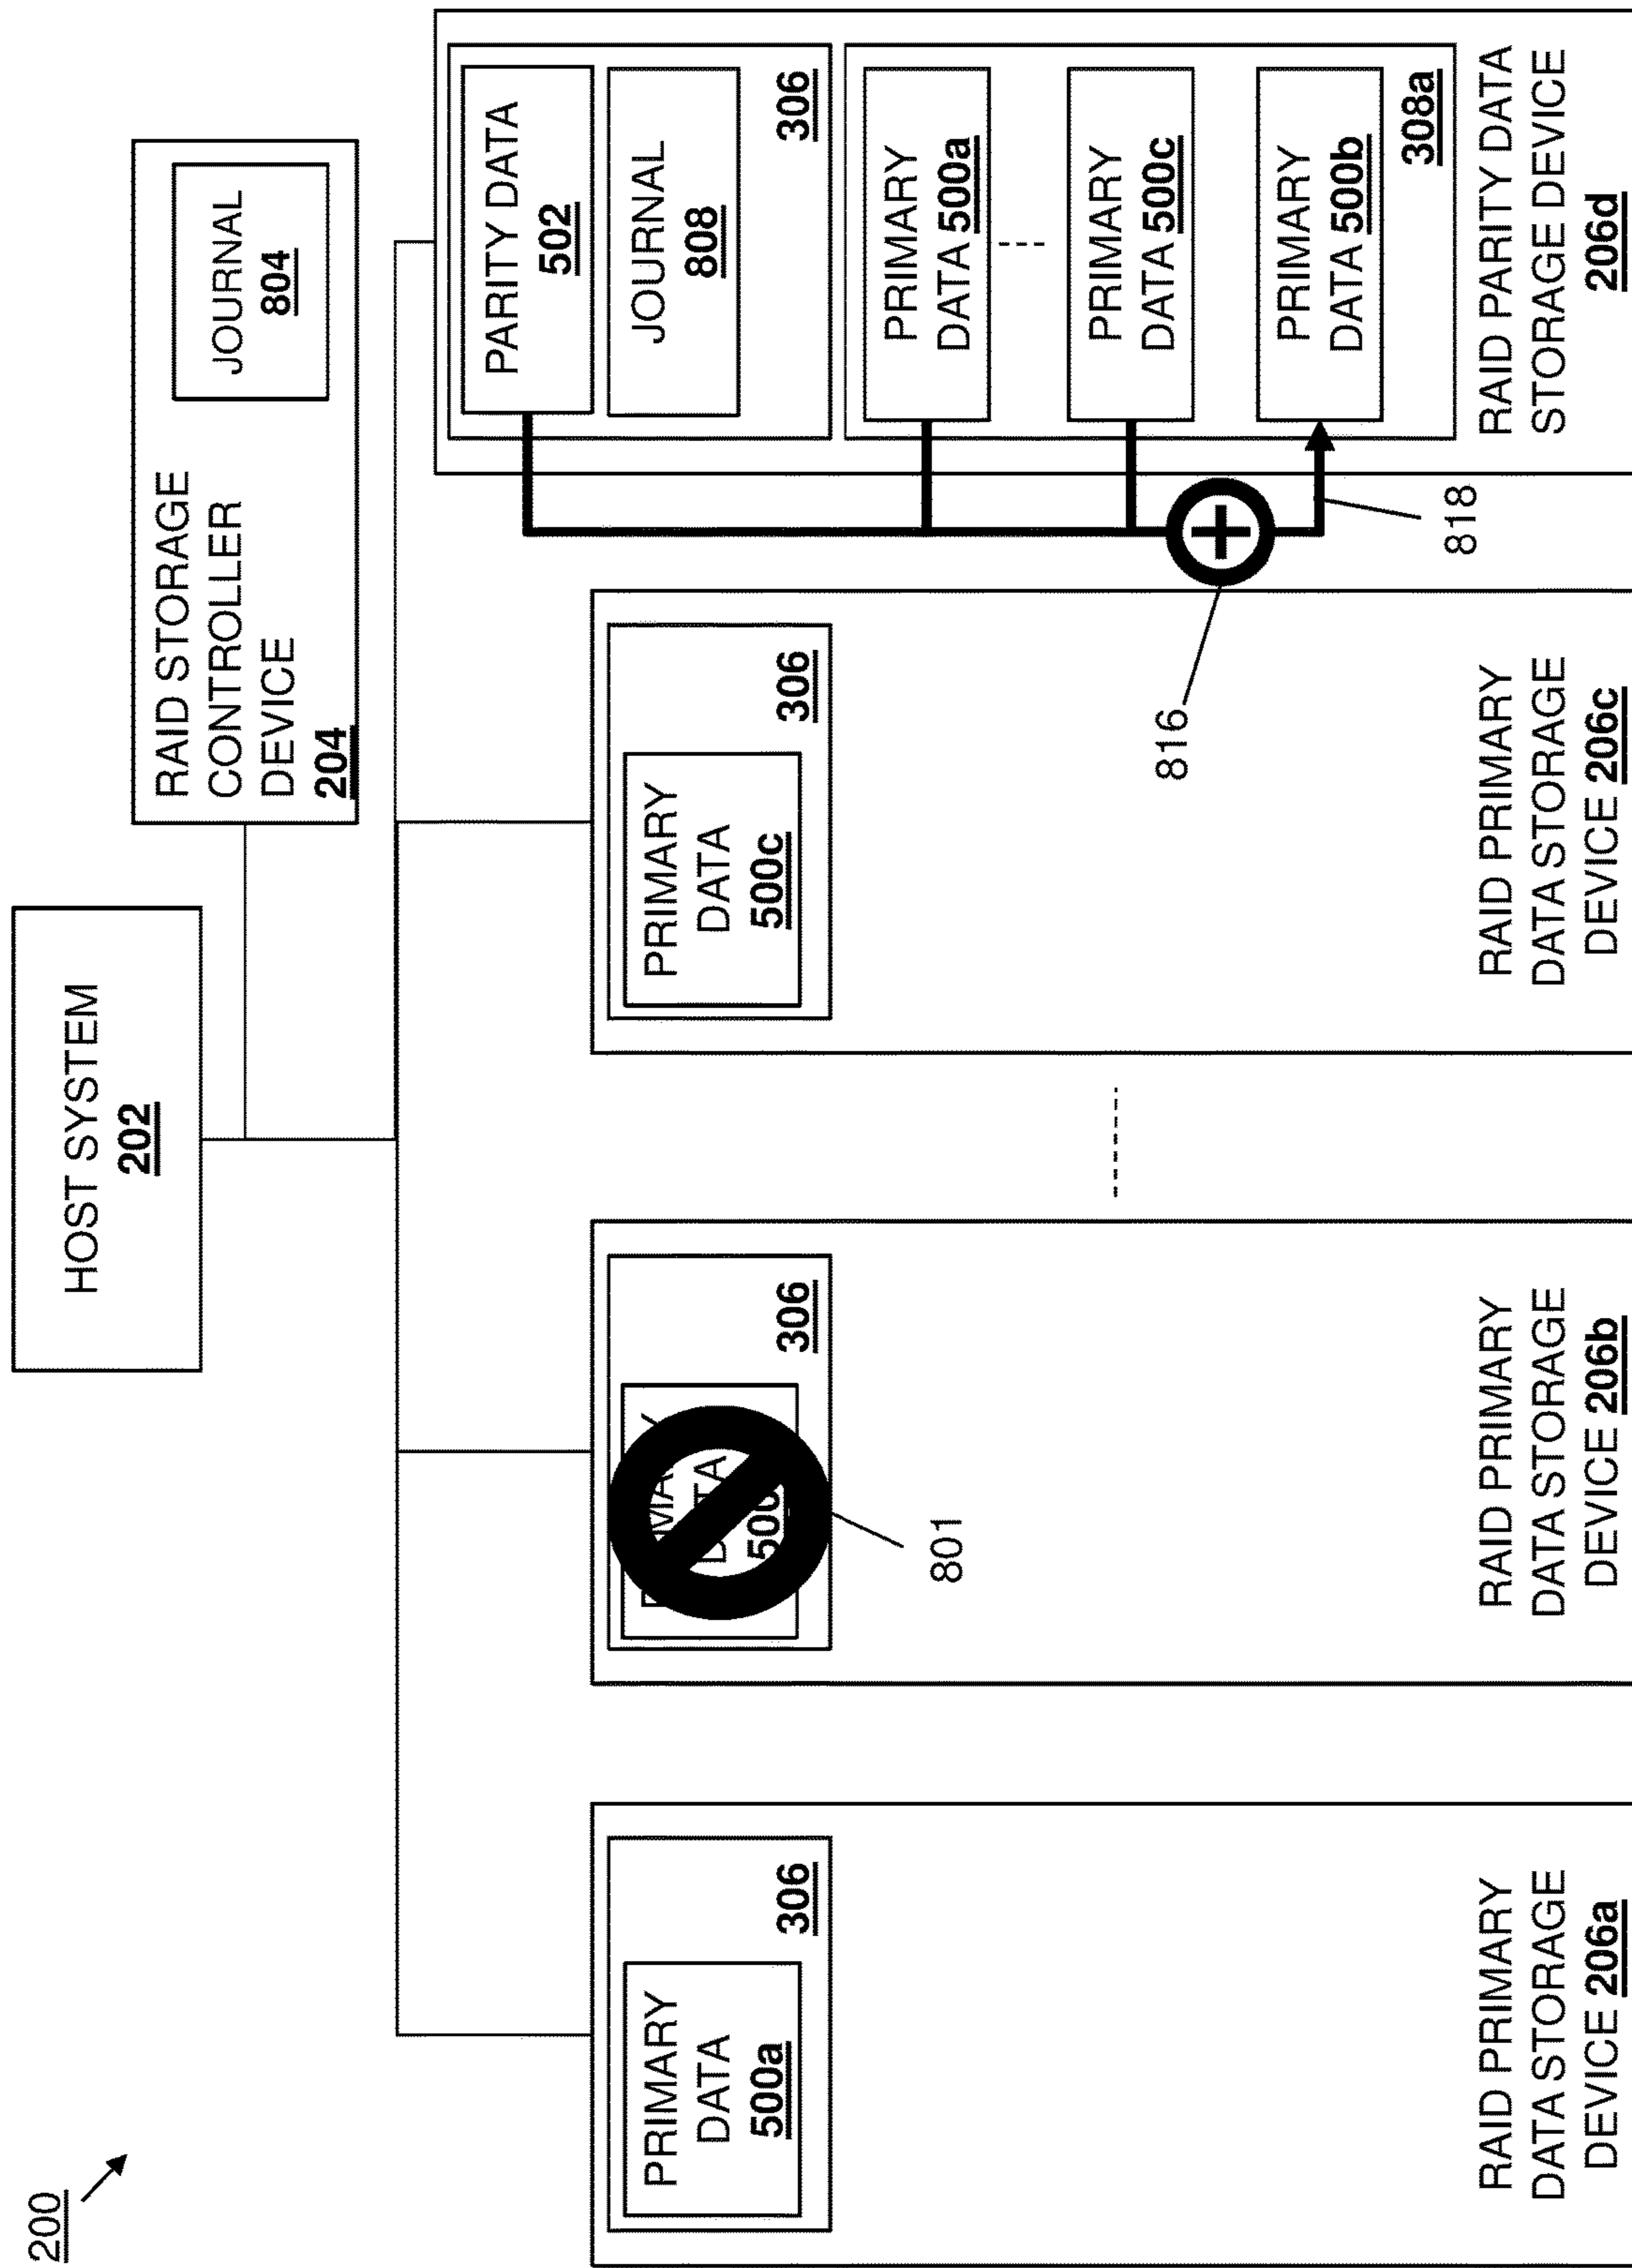 200
HOST SYSTEM
202
RAID STORAGE
CONTROLLER
DEVICE
204
JOURNAL
804
PRIMARY
DATA
500a
306
RAID PRIMARY
DATA STORAGE
DEVICE 206a
306
801
RAID PRIMARY
DATA STORAGE
DEVICE 206b
PRIMARY
DATA
500c
306
816
RAID PRIMARY
DATA STORAGE
DEVICE 206c
PARITY DATA
502
JOURNAL
808
306
PRIMARY
DATA 500a
PRIMARY
DATA 500c
PRIMARY
DATA 500b
308a
818
RAID PARITY DATA
STORAGE DEVICE
206d